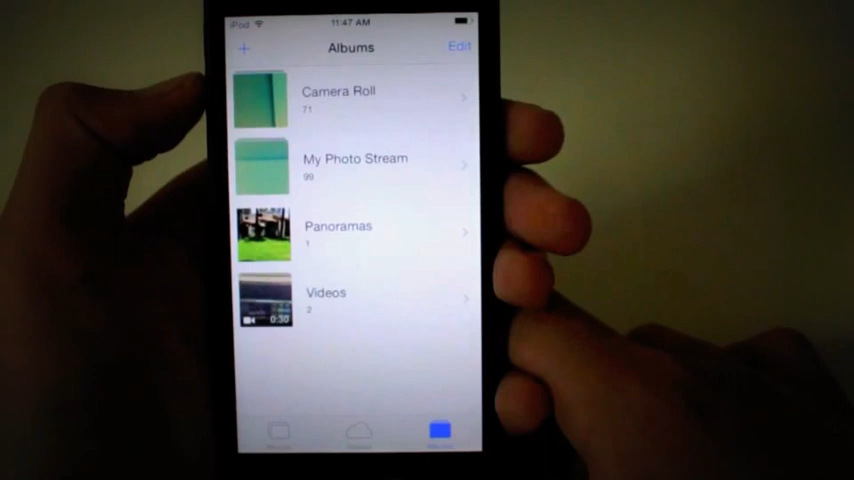 iPod 11:47 AM
Albums Edit
Camera Roll
71
My Photo Stream
99
Panoramas
1
Videos
2
0:30